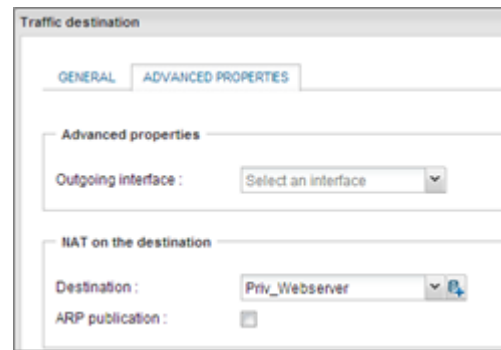 Traffic destination
GENERAL ADVANCED PROPERTIES
Advanced properties
Outgoing interface : Select an interface
NAT on the destination
Destination : Priv_Webserver
ARP publication :